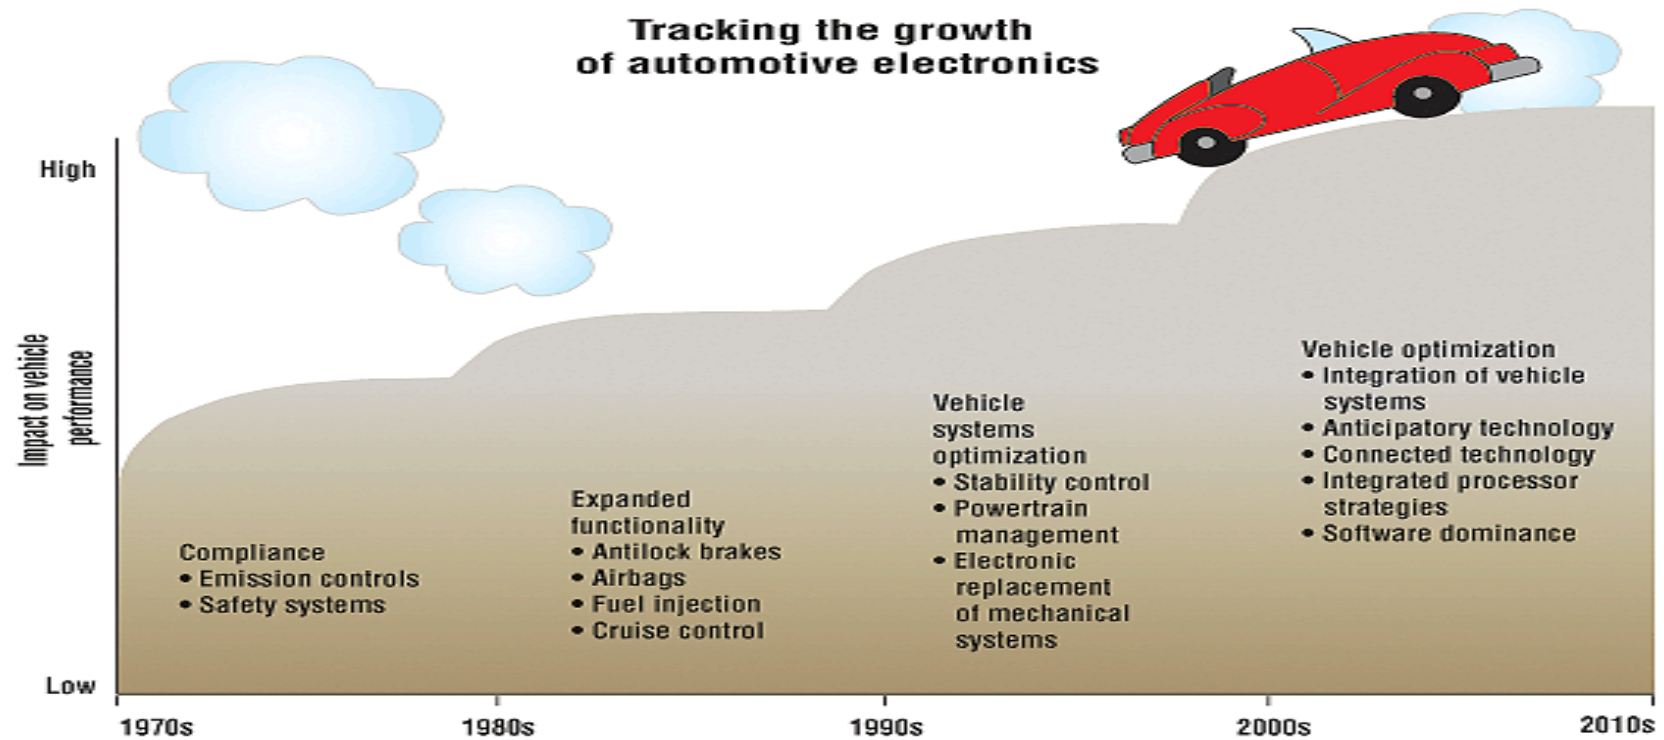 Tracking the growth
of automotive electronics
High
Impact on vehicle
performance
Low
Compliance
• Emission controls
• Safety systems
Expanded
functionality
• Antilock brakes
• Airbags
• Fuel injection
• Cruise control
Vehicle
systems
optimization
• Stability control
• Powertrain
management
• Electronic
replacement
of mechanical
systems
Vehicle optimization
• Integration of vehicle
systems
• Anticipatory technology
• Connected technology
• Integrated processor
strategies
• Software dominance
1970s
1980s
1990s
2000s
2010s